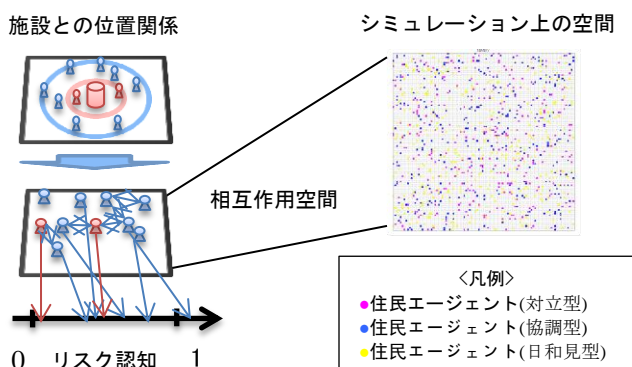 施設との位置関係
シミュレーション上の空間
相互作用空間
<凡例>
●住民エージェント(対立型)
●住民エージェント(協調型)
●住民エージェント(日和見型)
0 リスク認知 1